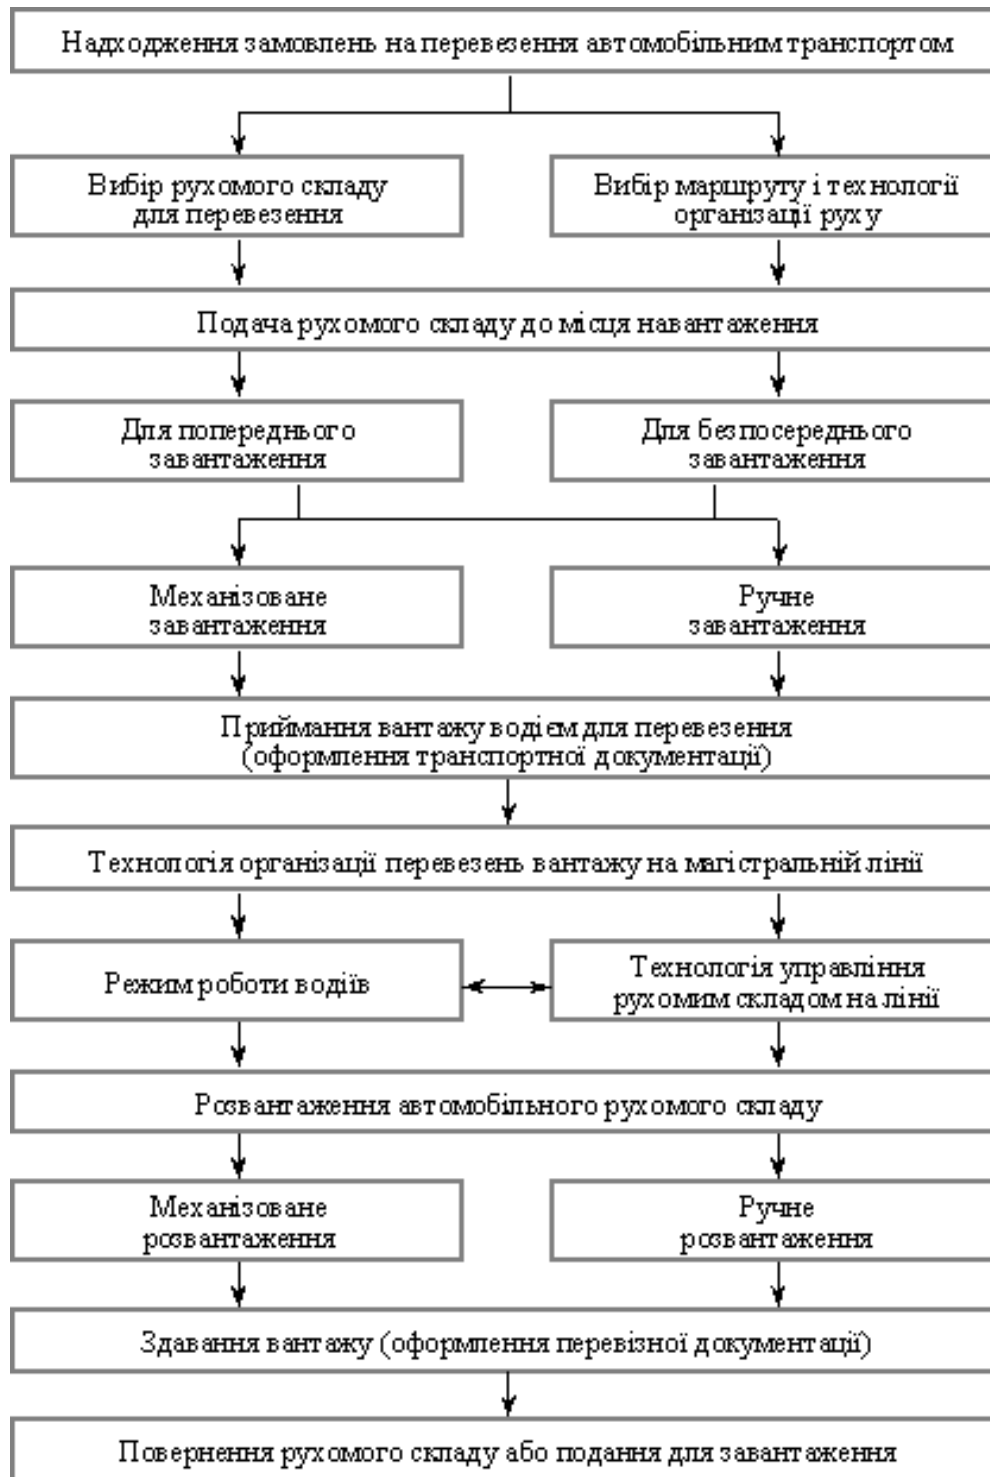 Надходження замовлень на перевезення автомобільним транспортом
Вибір рухомого складу
для перевезення
Вибір маршруту і технології
організації руху
Подача рухомого складу до місця навантаження
Для попереднього
завантаження
Для безпосереднього
завантаження
Механізоване
завантаження
Ручне
завантаження
Приймання вантажу водієм для перевезення
(оформлення транспортної документації)
Технологія організації перевезень вантажу на магістральній лінії
Режим роботи водіїв
Технологія управління
рухомим складом на лінії
Розвантаження автомобільного рухомого складу
Механізоване
розвантаження
Ручне
розвантаження
Здавання вантажу (оформлення перевізної документації)
Повернення рухомого складу або подання для завантаження